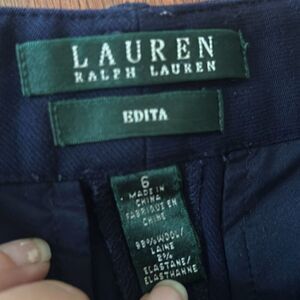 LAUREN
RALPH LAUREN
EDITA
6
MADE IN
CHINA
FABRIQUE EN
CHINE
98% WOOL/
LAINE
2%
ELASTANE/
ELASTHANNE